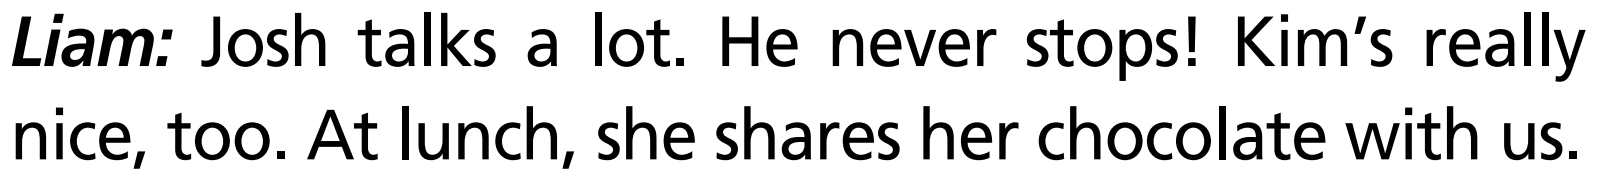 Liam: Josh talks a lot. He never stops! Kim’s really
nice, too. At lunch, she shares her chocolate with us.